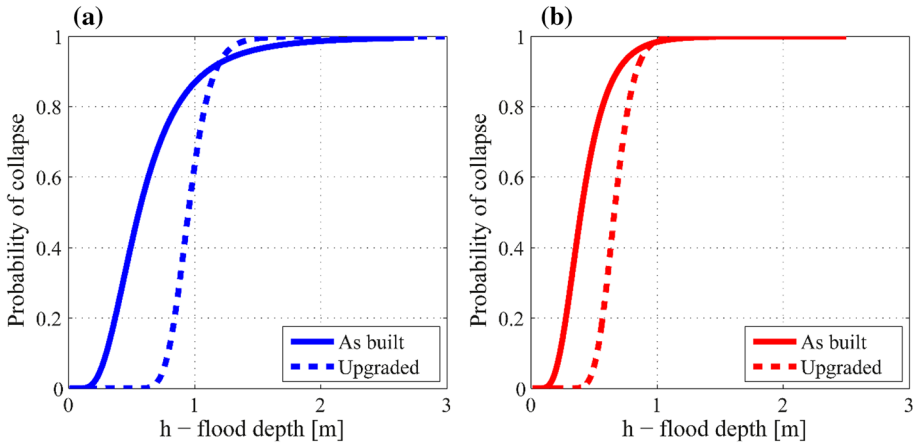 (a)
Probability of collapse
1
0.8
0.6
0.4
0.2
0
0 1 2 3
h − flood depth [m]
As built
Upgraded
(b)
Probability of collapse
1
0.8
0.6
0.4
0.2
0
0 1 2 3
h − flood depth [m]
As built
Upgraded